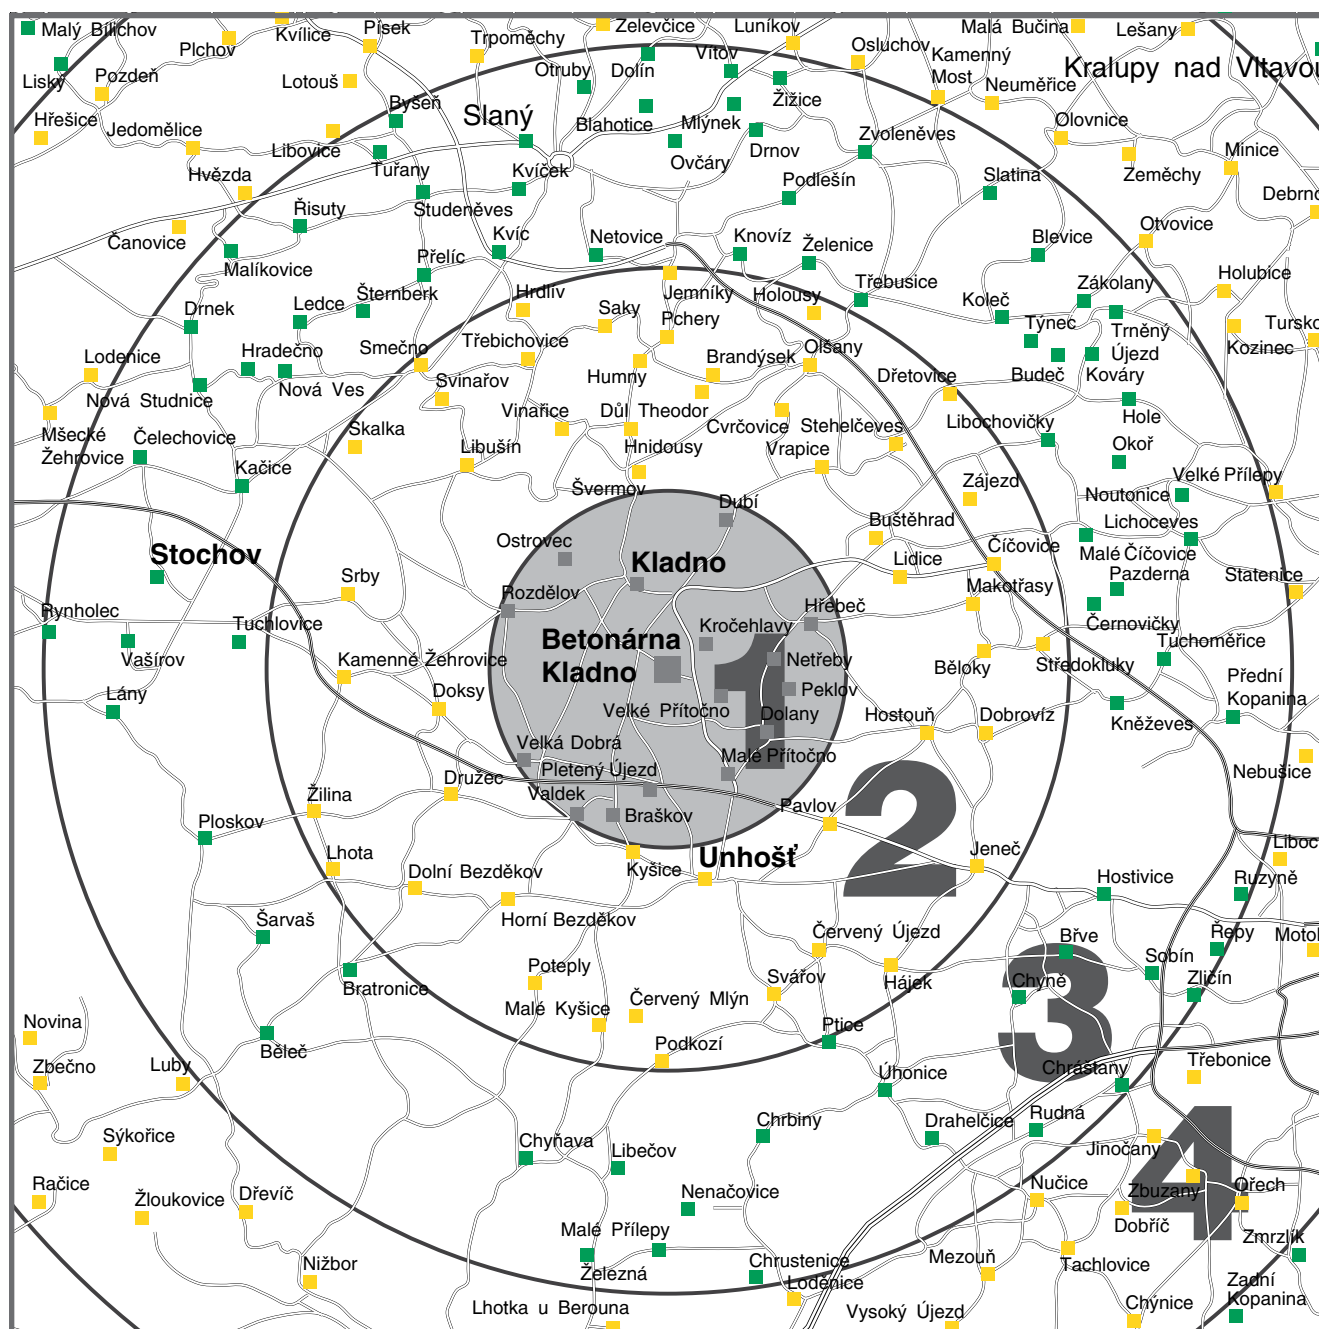 Malý Bílichov
Plchov
Kvílice
Písek
Trpoměchy
Zelevčice
Luníkov
Osluchov
Malá Bučina
Lešany
Liský
Pozdeň
Lotouš
Otruby
Dolín
Vítov
Kamenný
Most
Kralupy nad Vltavou
Hřešice
Jedomělice
Byšeň
Slaný
Blahotice
Mlýnek
Žižice
Neuměřice
Olovnice
Libovice
Ovčáry
Drnov
Zvoleněves
Minice
Hvězda
Tuřany
Kvíček
Podlešín
Slatina
Zeměchy
Debrno
Řisuty
Studeněves
Čanovice
Kvíc
Netovice
Knovíz
Želenice
Blevice
Otvovice
Malíkovice
Přelíc
Holubice
Drnek
Ledce
Šternberk
Hrdliv
Jemníky
Holousy
Třebusice
Koleč
Zákolany
Saky
Pchery
Týnec
Trněný
Újezd
Tursko
Kozinec
Lodenice
Hradečno
Smečno
Třebichovice
Olšany
Brandýsek
Nová Ves
Svinařov
Humny
Dřetovice
Budeč
Kováry
Nová Studnice
Mšecké
Žehrovice
Čelechovice
Skalka
Vinařice
Důl Theodor
Cvrčovice
Stehelčeves
Libochovičky
Hole
Kačice
Libušín
Hnidousy
Vrapice
Okoř
Švermov
Zájezd
Noutonice
Velké Přílepy
Dubí
Buštěhrad
Lichoceves
Stochov
Ostrovec
Kladno
Lidice
Číčovice
Malé Číčovice
Pazderna
Statenice
Srby
Rozdělov
Makotřasy
Rynholec
Tuchlovice
Hřebeč
Černovičky
Vašírov
Betonárna
Kladno
Kročehlavy
1
Netřeby
Běloky
Středokluky
Tuchoměřice
Kamenné Žehrovice
Peklov
Přední
Kopanina
Lány
Doksy
Velké Přítočno
Dolany
Hostouň
Dobrovíz
Kněževes
Velká Dobrá
Malé Přítočno
Nebušice
Pletený Újezd
Družec
Valdek
Žilina
Braškov
Pavlov
2
Ploskov
Lhota
Kyšice
Unhošť
Jeneč
Liboc
Dolní Bezděkov
Hostivice
Ruzyně
Horní Bezděkov
Šarvaš
Červený Újezd
Břve
Řepy
Motol
Poteply
Sobín
Bratronice
Svářov
Hájek
Chyně
Zličín
Malé Kyšice
Červený Mlýn
3
Novina
Ptice
Běleč
Podkozí
Zbečno
Luby
Úhonice
Chrášťany
Třebonice
Chrbiny
Drahelčice
Rudná
Sýkořice
Chyňava
Libečov
Jinočany
4
Račice
Žloukovice
Dřevíč
Nenačovice
Nučice
Zbuzany
Ořech
Dobříč
Malé Přílepy
Zmrzlík
Nižbor
Železná
Chrustenice
Mezouň
Tachlovice
Loděnice
Zadní
Kopanina
Lhotka u Berouna
Vysoký Újezd
Chýnice